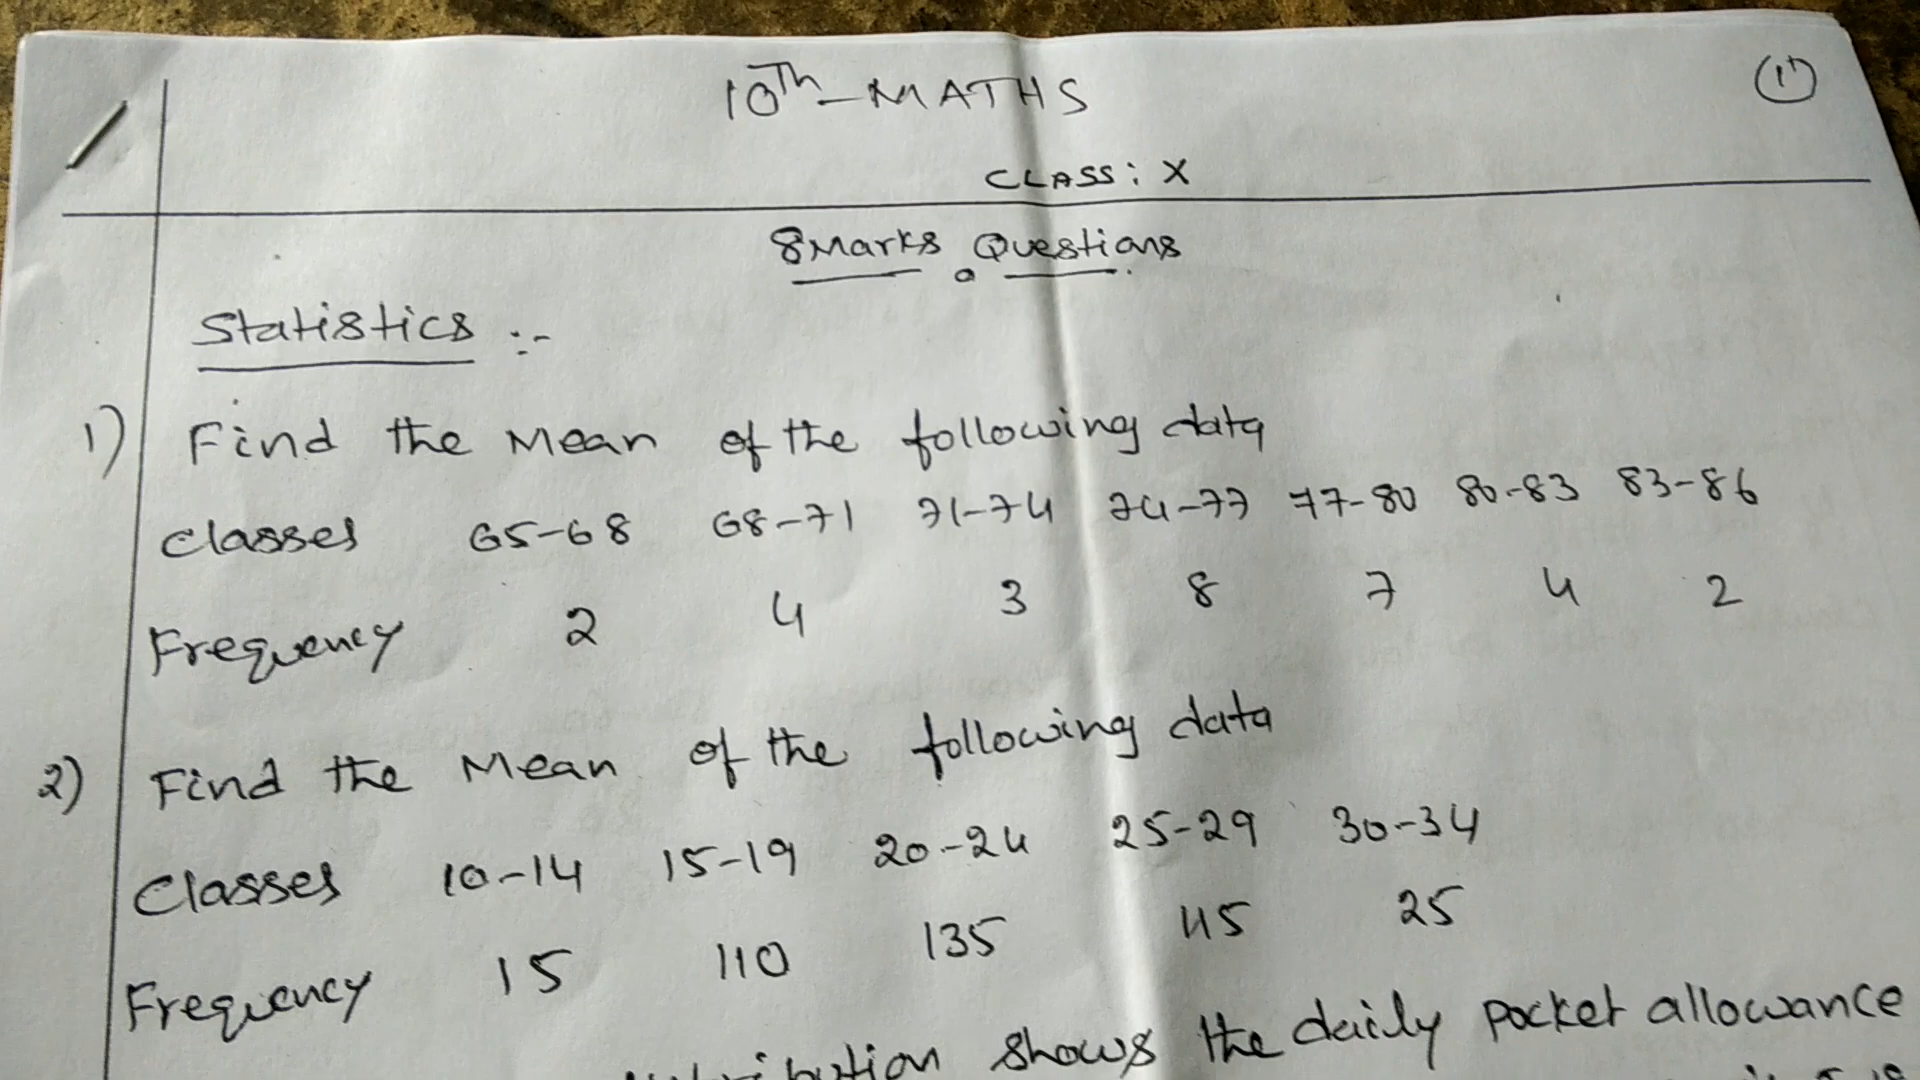 10Th-MATHS
CLASS: X
8Marks Questions
Statistics :-
1) Find the Mean of the following data
Classes 65-68 68-71 71-74 74-77 77-80 80-83 83-86
Frequency 2 4 3 8 7 4 2
2) Find the Mean of the following data
Classes 10-14 15-19 20-24 25-29 30-34
Frequency 15 110 135 115 25
shows the daily pocket allowance